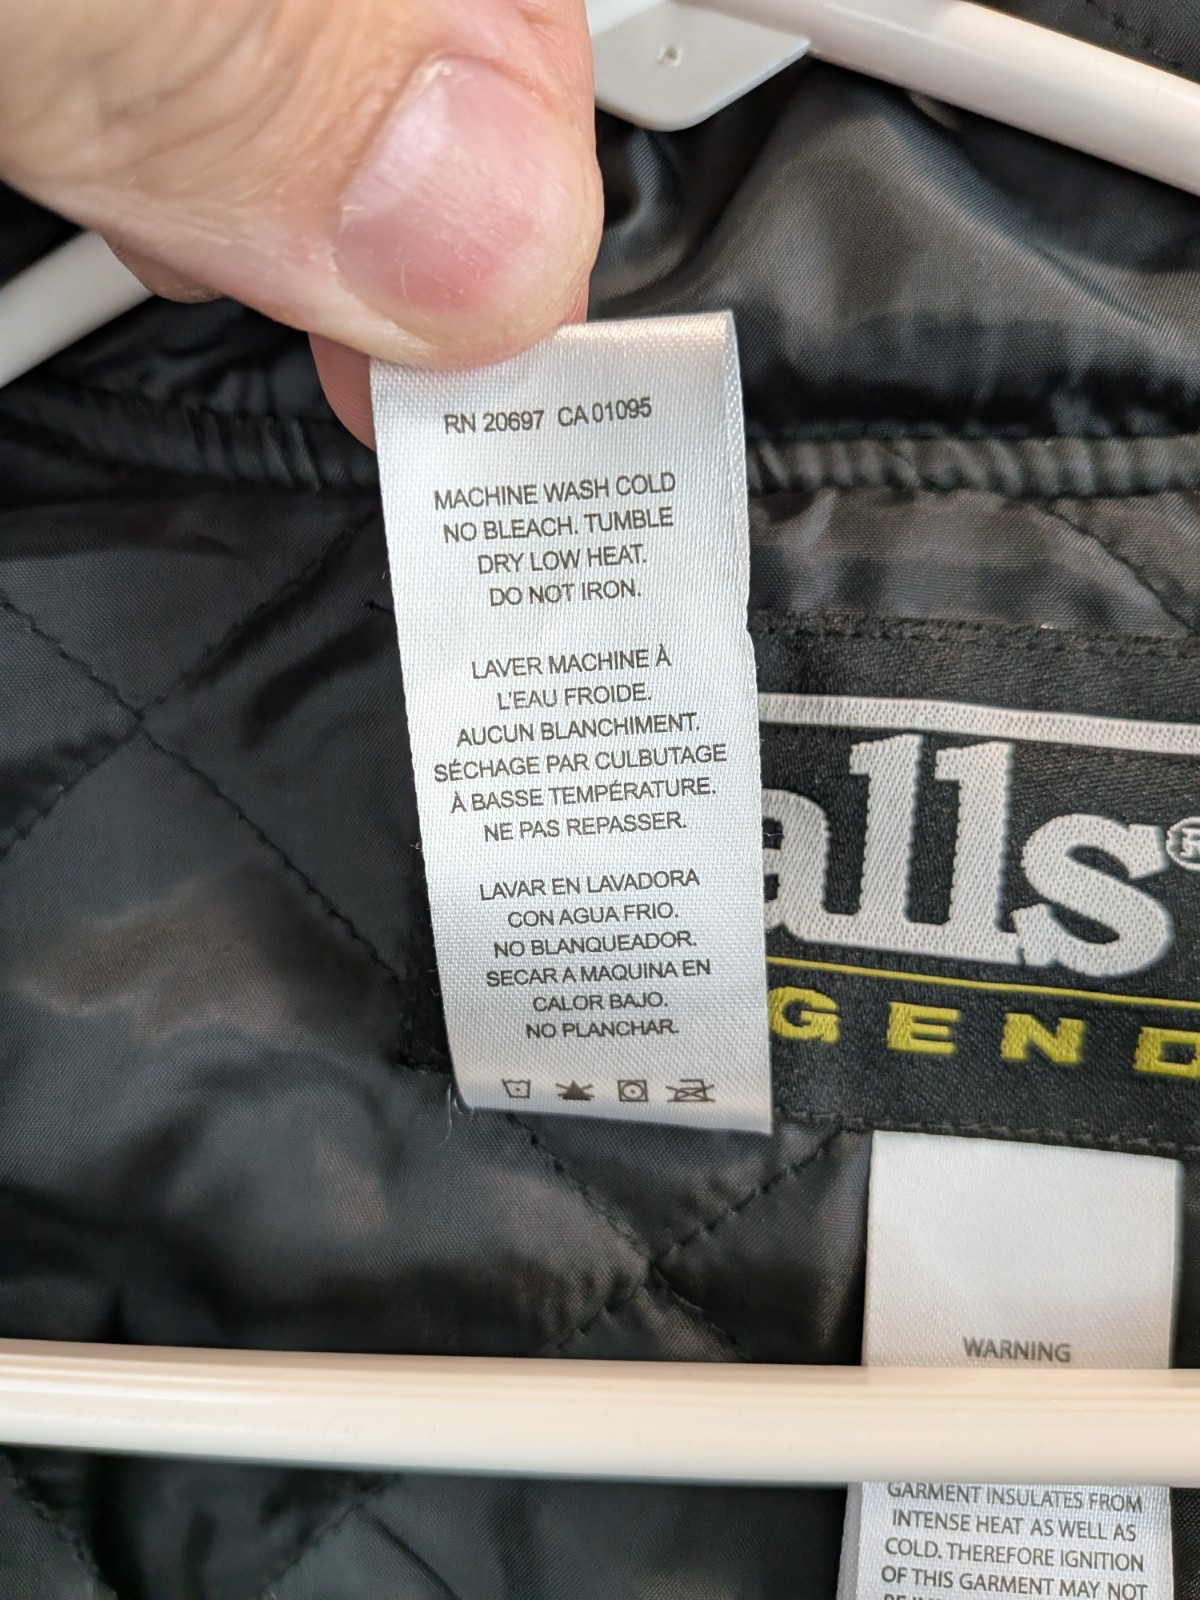 RN 20697 CA 01095
MACHINE WASH COLD
NO BLEACH. TUMBLE
DRY LOW HEAT.
DO NOT IRON.
LAVER MACHINE À
L'EAU FROIDE.
AUCUN BLANCHIMENT.
SÉCHAGE PAR CULBUTAGE
À BASSE TEMPÉRATURE.
NE PAS REPASSER.
LAVAR EN LAVADORA
CON AGUA FRIO.
NO BLANQUEADOR.
SECAR A MAQUINA EN
CALOR BAJO.
NO PLANCHAR.
alls®
GEND
WARNING
GARMENT INSULATES FROM
INTENSE HEAT AS WELL AS
COLD. THEREFORE IGNITION
OF THIS GARMENT MAY NOT